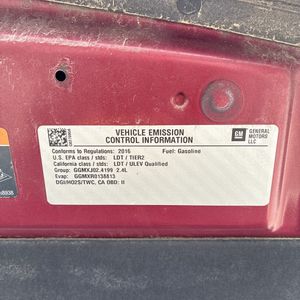 VEHICLE EMISSION
CONTROL INFORMATION
GM
GENERAL
MOTORS
LLC
Conforms to Regulations: 2016 Fuel: Gasoline
U.S. EPA class / stds: LDT / TIER2
California class / stds: LDT / ULEV Qualified
Group: GGMXJ02.4199 2.4L
Evap: GGMXR0138813
DGI/HO2S/TWC, CA OBD: II